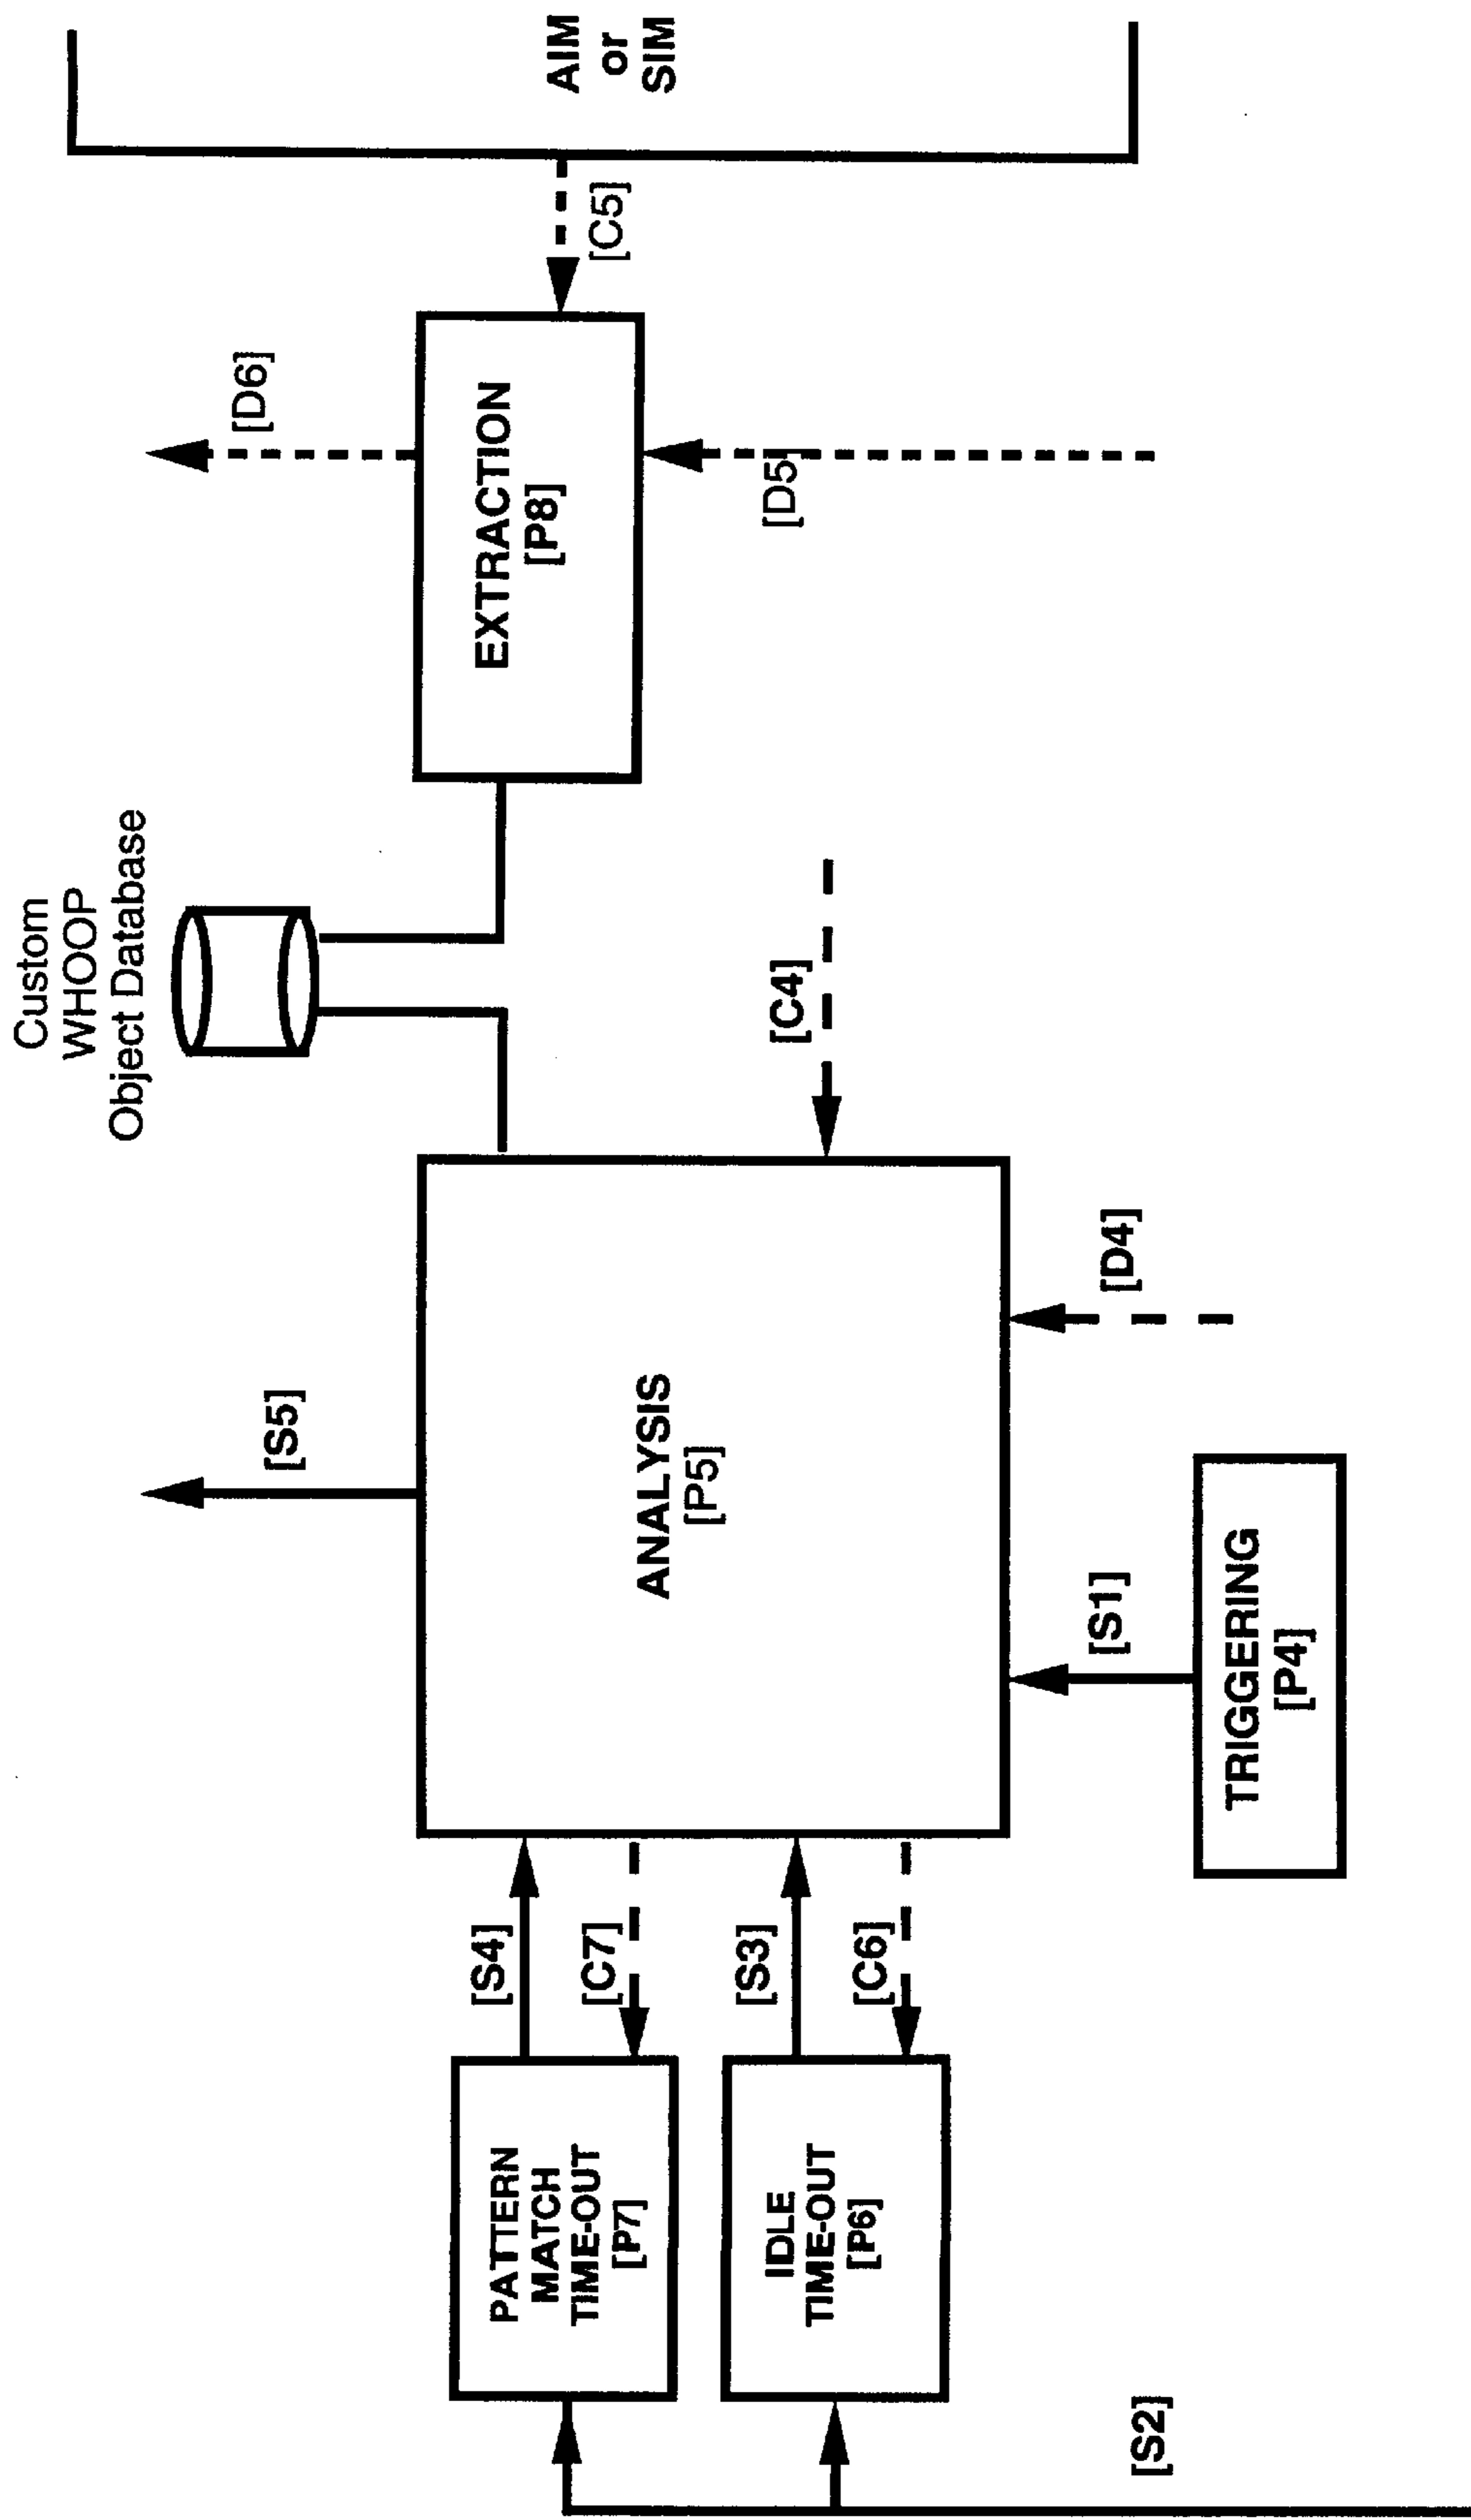 Custom
WHOOP
Object Database
[S5]
[D6]
PATTERN
MATCH
TIME-OUT
[P7]
[S4]
[C7]
IDLE
TIME-OUT
[P6]
[S3]
[C6]
ANALYSIS
[P5]
[C4]
EXTRACTION
[P8]
[C5]
AIM
or
SIM
[D5]
[D4]
[S1]
TRIGGERING
[P4]
[S2]